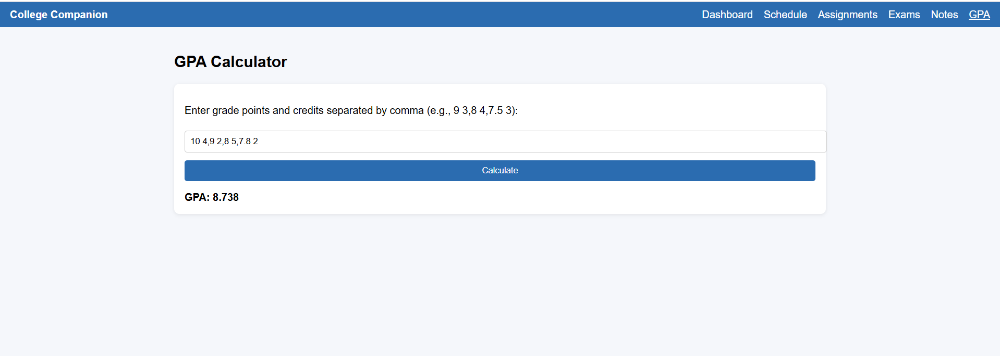 College Companion Dashboard Schedule Assignments Exams Notes GPA
GPA Calculator
Enter grade points and credits separated by comma (e.g., 9 3,8 4,7.5 3):
10 4,9 2,8 5,7.8 2
Calculate
GPA: 8.738